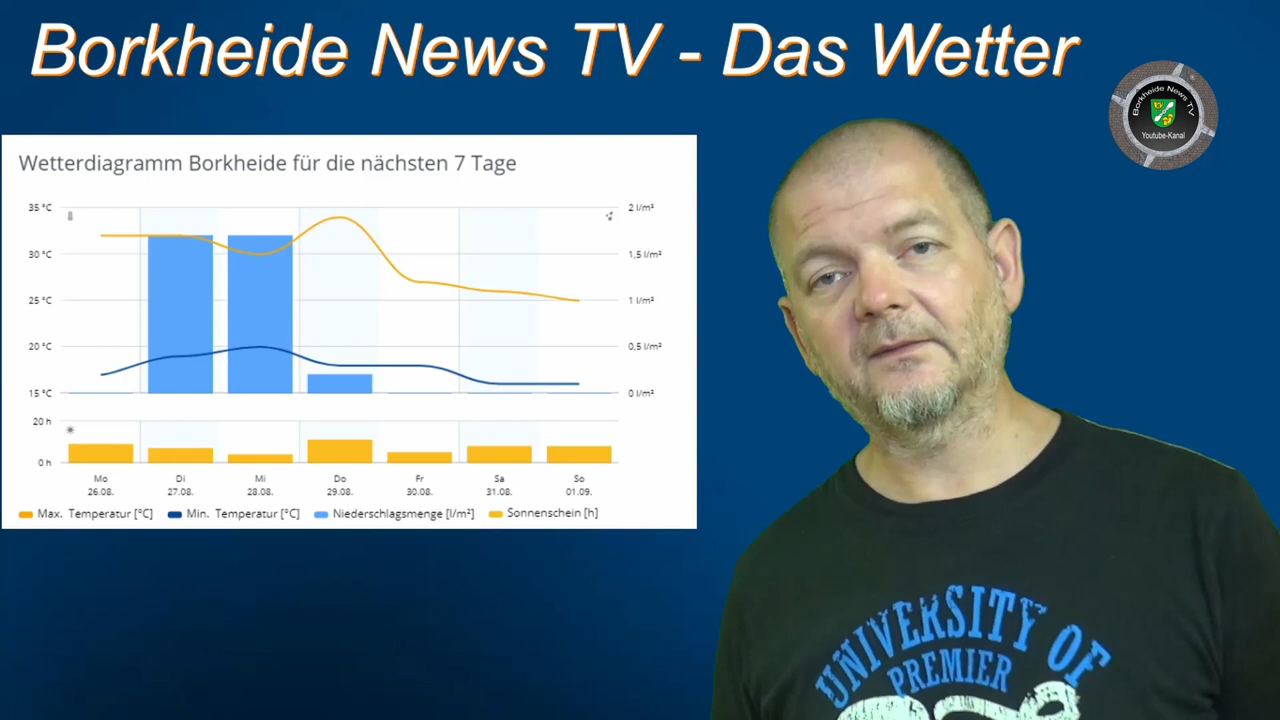 Borkheide News TV - Das Wetter
Borkheide News TV
Youtube-Kanal
Wetterdiagramm Borkheide für die nächsten 7 Tage
35 °C 2 l/m²
30 °C 1,5 l/m²
25 °C 1 l/m²
20 °C 0,5 l/m²
15 °C 0 l/m²
20 h
0 h
Mo Di Mi Do Fr Sa So
26.08. 27.08. 28.08. 29.08. 30.08. 31.08. 01.09.
Max. Temperatur [°C] Min. Temperatur [°C] Niederschlagsmenge [l/m²] Sonnenschein [h]
UNIVERSITY OF
PREMIER